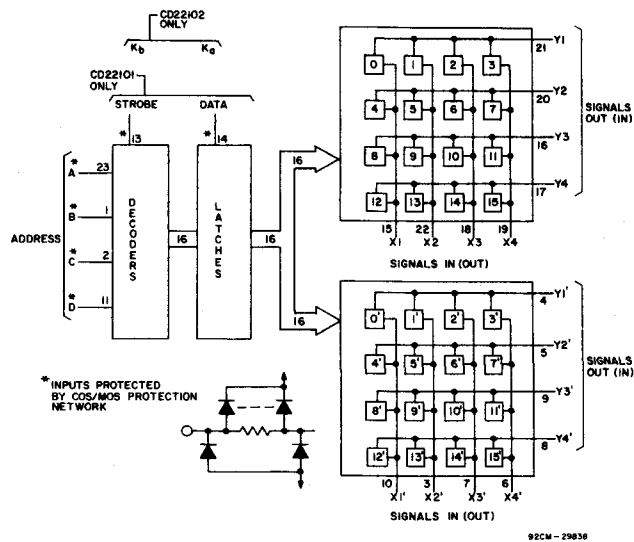 CD22102
ONLY
Kb Ka
CD22101
ONLY
STROBE DATA
* 13 * 14
ADDRESS
* A 23
* B 1
* C 2
* D 11
DECODERS
16
LATCHES
16
16
16
0 1 2 3
21 Y1
4 5 6 7
20 Y2
8 9 10 11
16 Y3
12 13 14 15
17 Y4
SIGNALS
OUT (IN)
15 22 18 19
X1 X2 X3 X4
SIGNALS IN (OUT)
0' 1' 2' 3'
4 Y1'
4' 5' 6' 7'
5 Y2'
8' 9' 10' 11'
9 Y3'
12' 13' 14' 15'
8 Y4'
SIGNALS
OUT (IN)
10 3 7 6
X1' X2' X3' X4'
SIGNALS IN (OUT)
* INPUTS PROTECTED
BY COS/MOS PROTECTION
NETWORK
92CM-29838